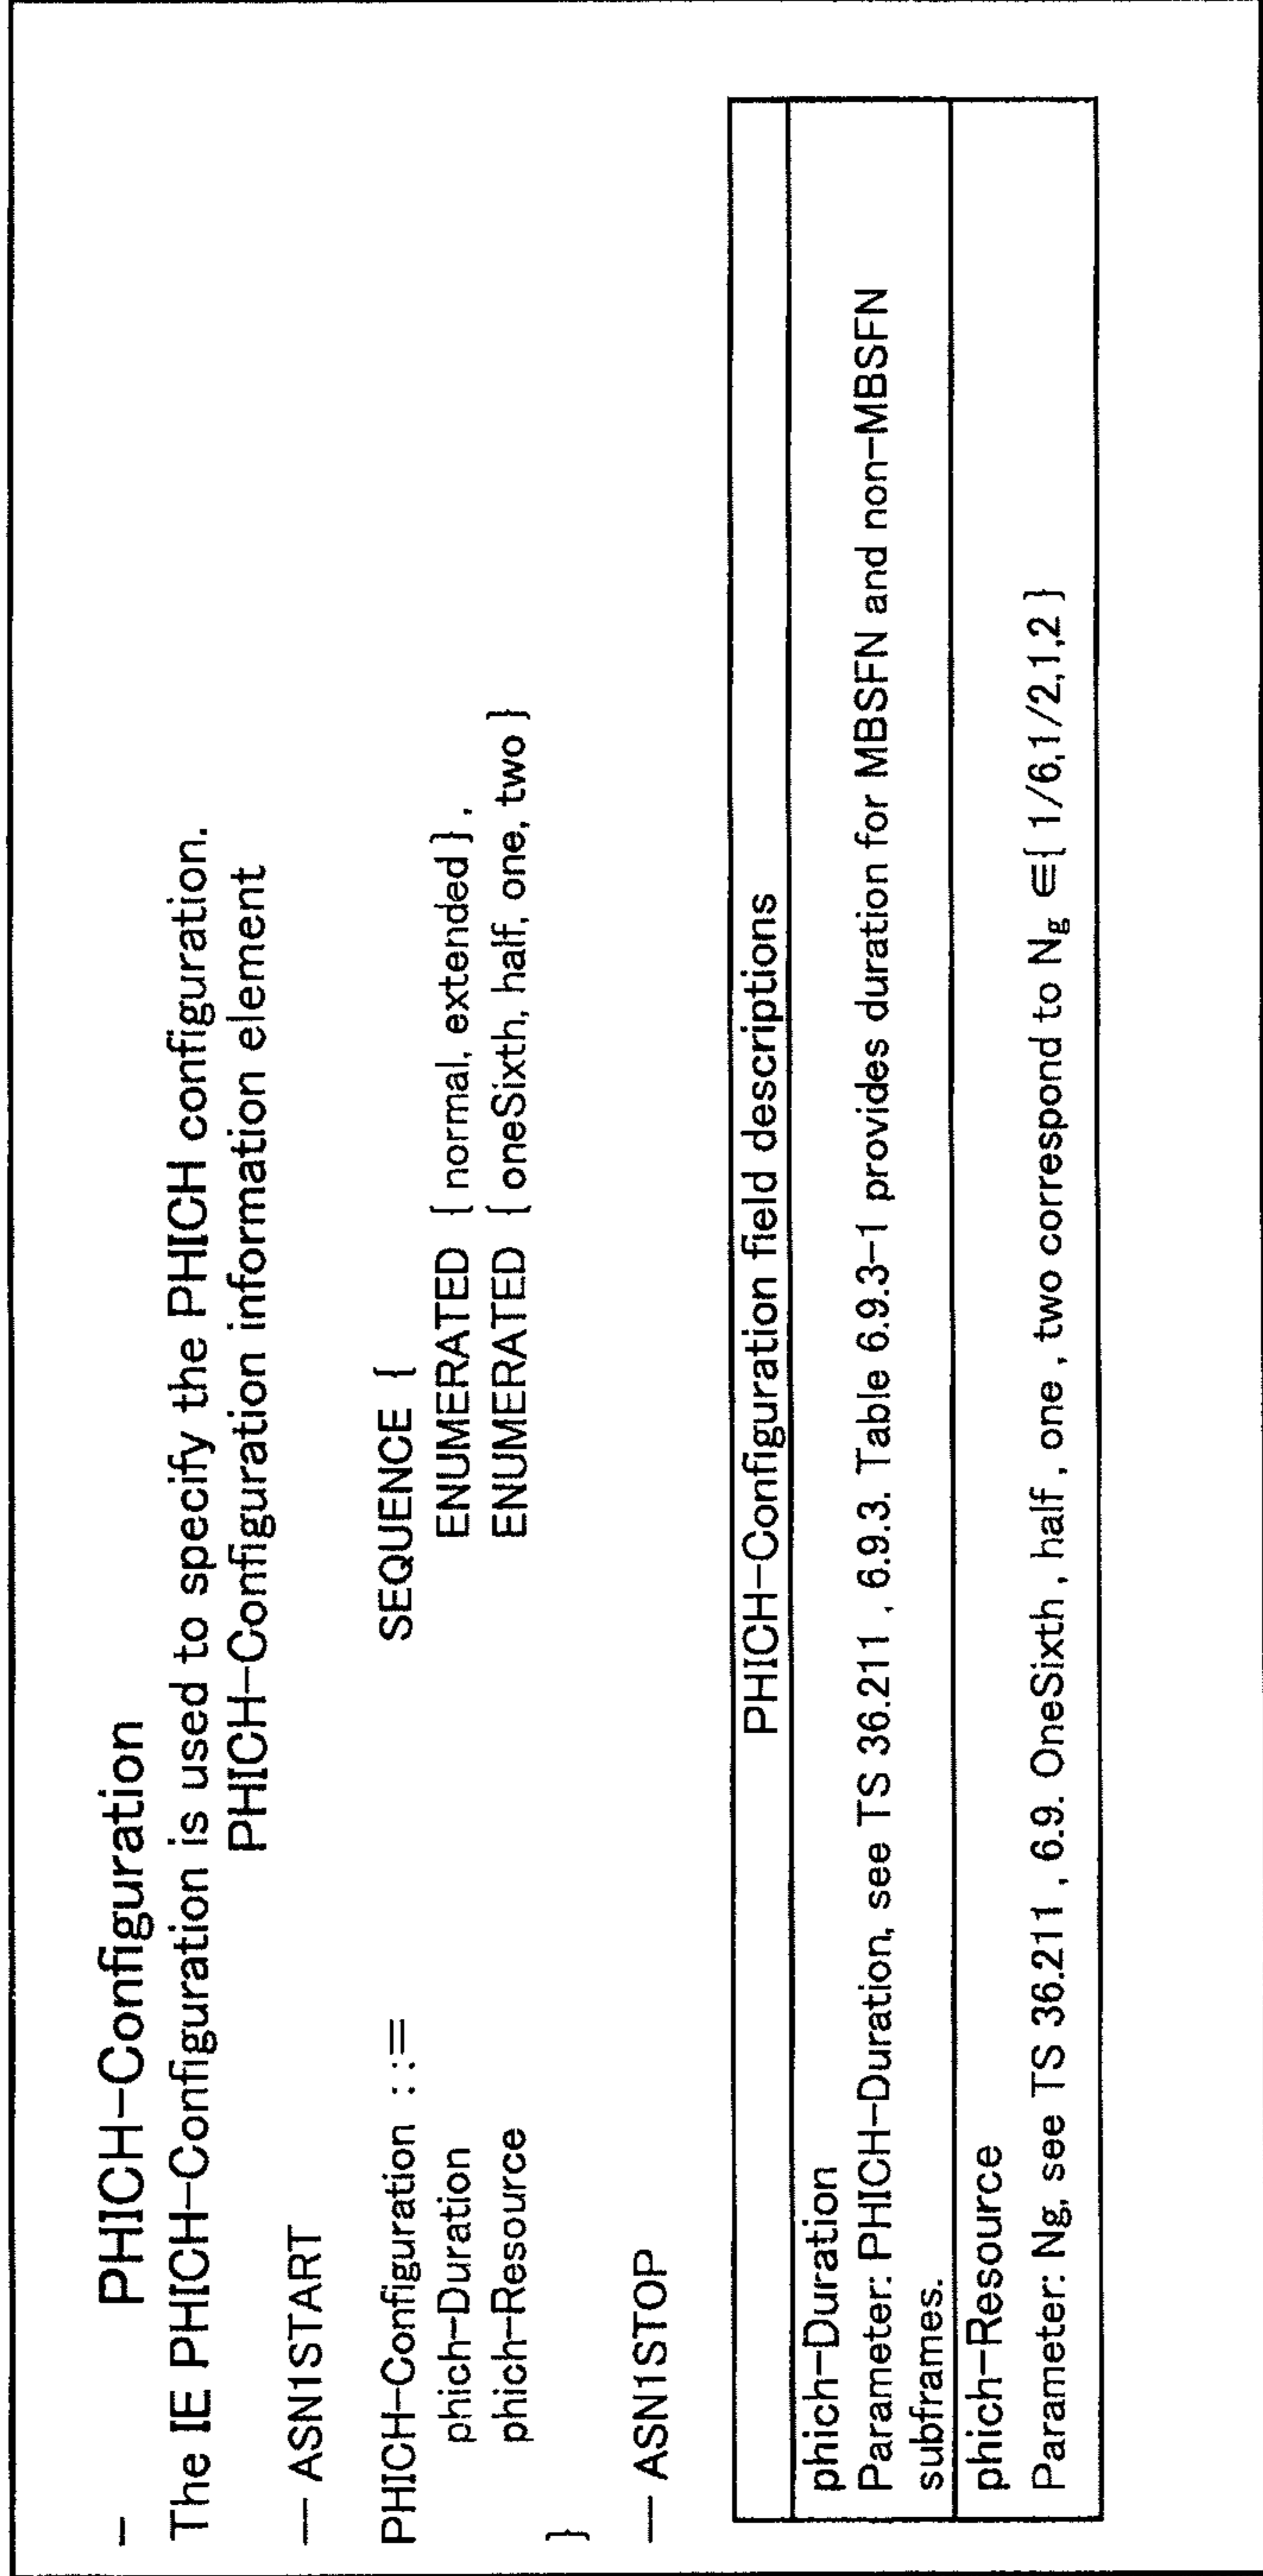 – PHICH–Configuration
The IE PHICH–Configuration is used to specify the PHICH configuration.
PHICH–Configuration information element
–– ASN1START
PHICH–Configuration ::= SEQUENCE {
phich–Duration ENUMERATED { normal, extended } ,
phich–Resource ENUMERATED { oneSixth, half, one, two }
}
–– ASN1STOP
PHICH–Configuration field descriptions
phich–Duration
Parameter: PHICH–Duration, see TS 36.211 , 6.9.3. Table 6.9.3–1 provides duration for MBSFN and non–MBSFN
subframes.
phich–Resource
Parameter: Ng, see TS 36.211 , 6.9. OneSixth , half , one , two correspond to Ng ∈{ 1/6,1/2,1,2 }